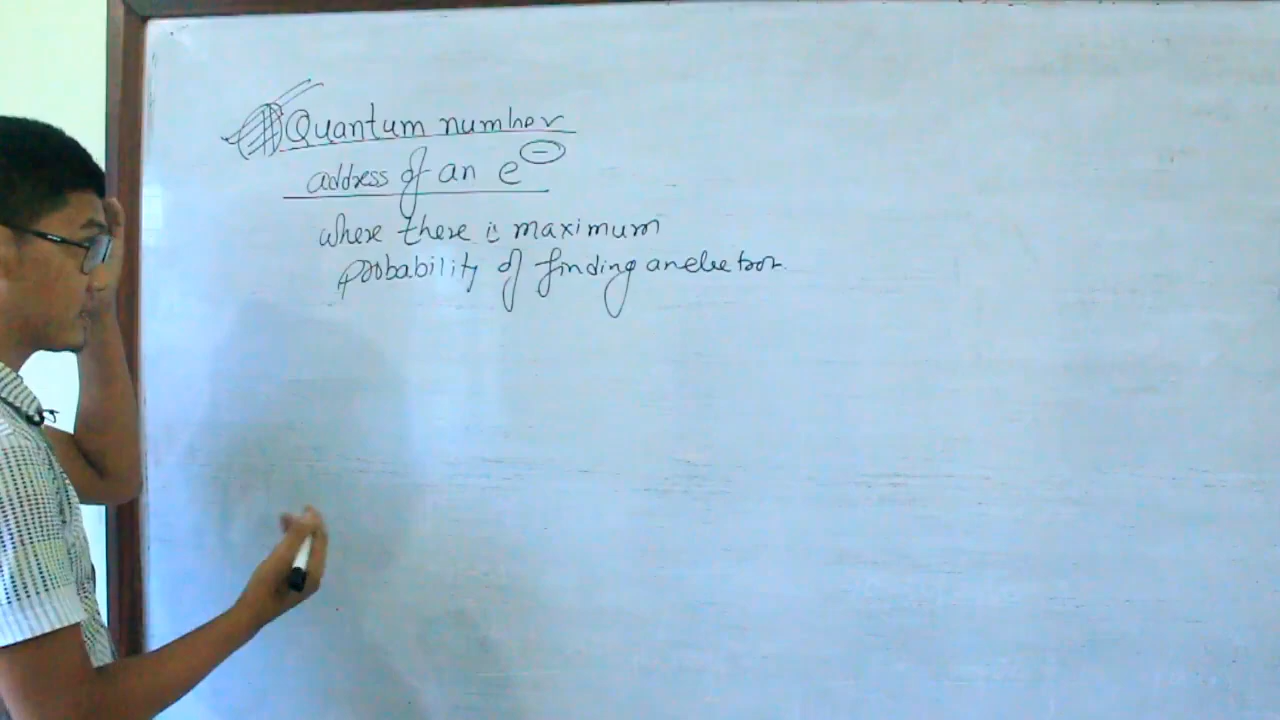 Quantum number
address of an e⊖
where there is maximum
probability of finding an electron.